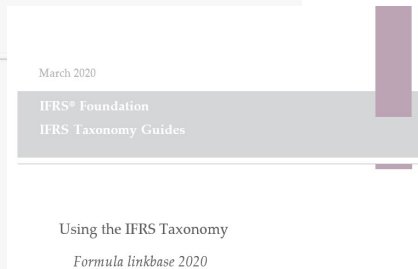 March 2020
IFRS® Foundation
IFRS Taxonomy Guides
Using the IFRS Taxonomy
Formula linkbase 2020